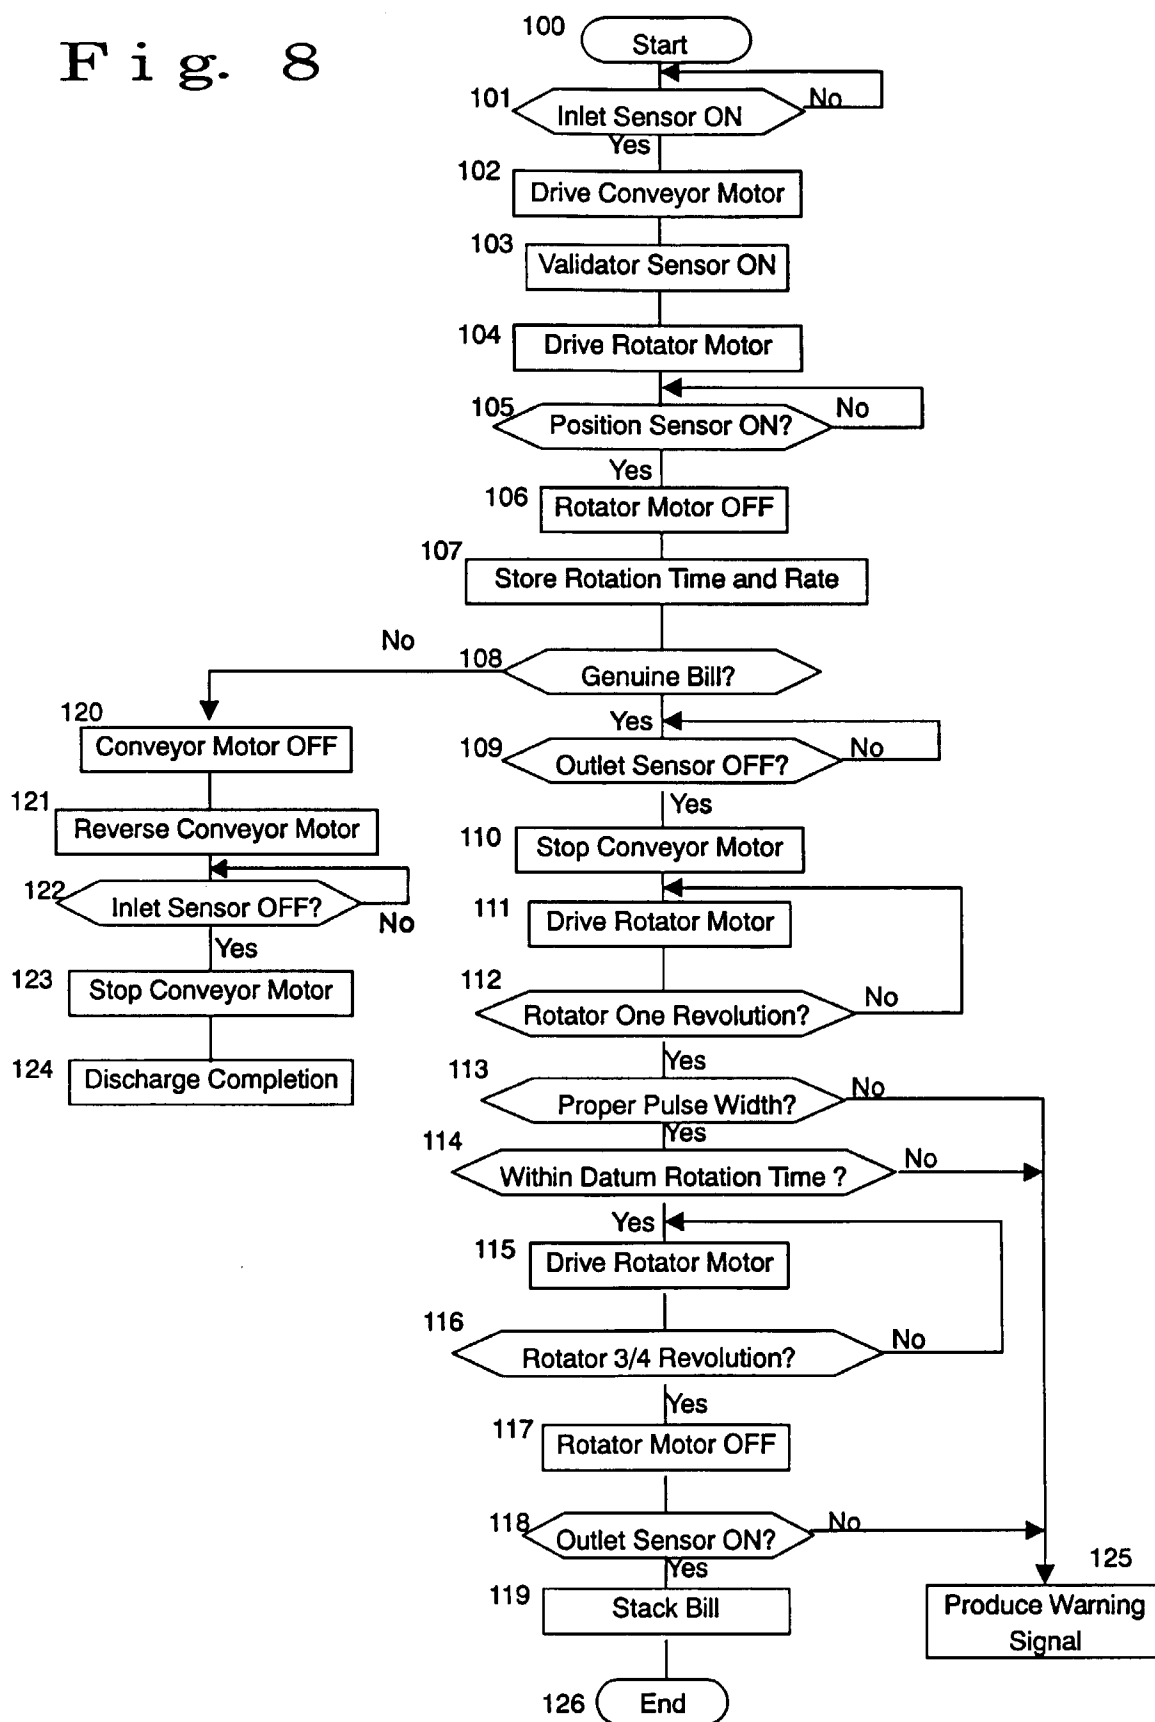 Fig. 8
100
Start
101
Inlet Sensor ON
No
Yes
102
Drive Conveyor Motor
103
Validator Sensor ON
104
Drive Rotator Motor
105
Position Sensor ON?
No
Yes
106
Rotator Motor OFF
107
Store Rotation Time and Rate
No
108
Genuine Bill?
Yes
109
Outlet Sensor OFF?
No
Yes
110
Stop Conveyor Motor
111
Drive Rotator Motor
112
Rotator One Revolution?
No
Yes
113
Proper Pulse Width?
No
Yes
114
Within Datum Rotation Time ?
No
Yes
115
Drive Rotator Motor
116
Rotator 3/4 Revolution?
No
Yes
117
Rotator Motor OFF
118
Outlet Sensor ON?
No
Yes
119
Stack Bill
126
End
120
Conveyor Motor OFF
121
Reverse Conveyor Motor
122
Inlet Sensor OFF?
No
Yes
123
Stop Conveyor Motor
124
Discharge Completion
125
Produce Warning
Signal